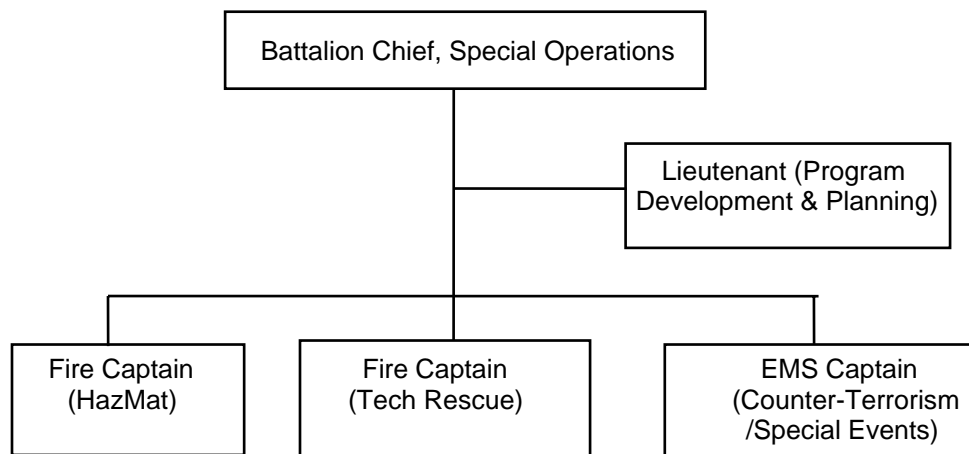 Battalion Chief, Special Operations
Lieutenant (Program
Development & Planning)
Fire Captain
(HazMat)
Fire Captain
(Tech Rescue)
EMS Captain
(Counter-Terrorism
/Special Events)